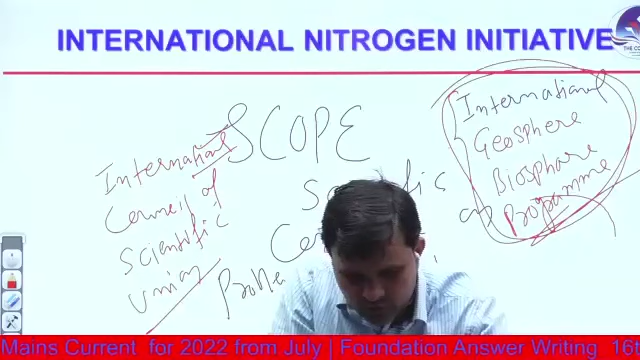 INTERNATIONAL NITROGEN INITIATIVE
SCOPE
International
Council of
Scientific
Union
International
Geosphere
Biosphere
Programme
Mains Current for 2022 from July | Foundation Answer Writing 16